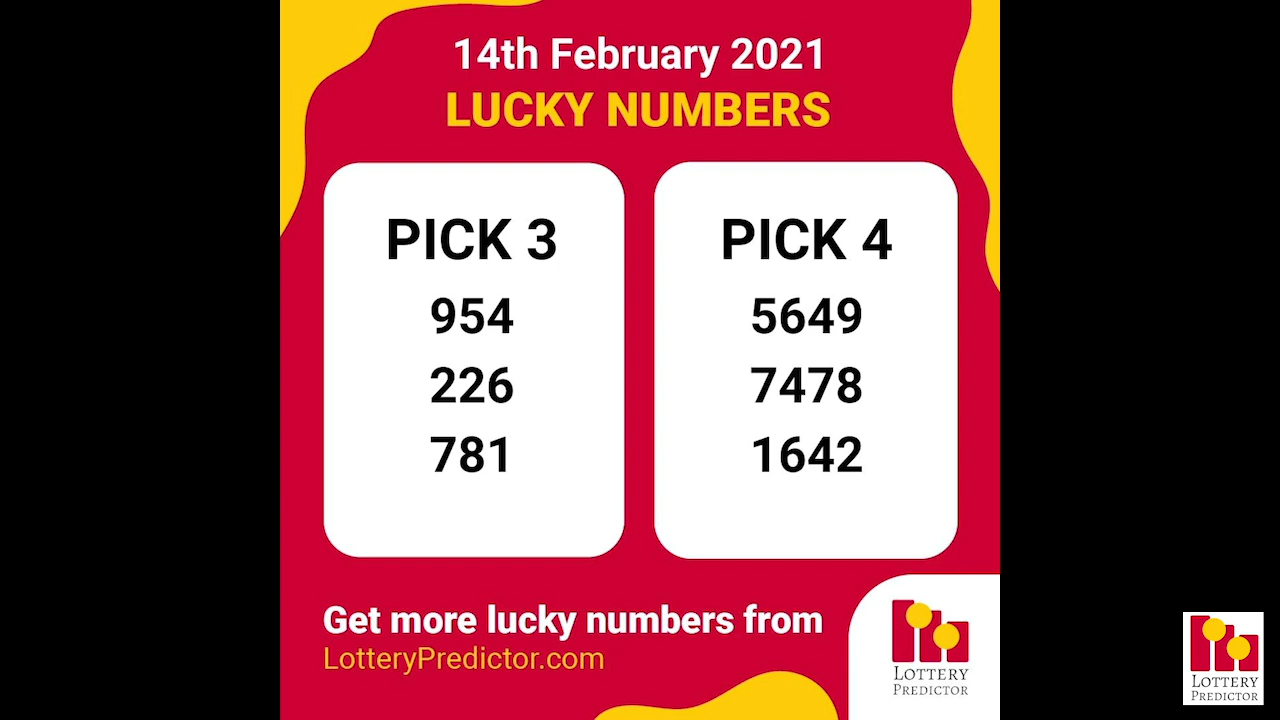 14th February 2021
LUCKY NUMBERS
PICK 3
954
226
781
PICK 4
5649
7478
1642
Get more lucky numbers from
LotteryPredictor.com
LOTTERY
PREDICTOR
LOTTERY
PREDICTOR